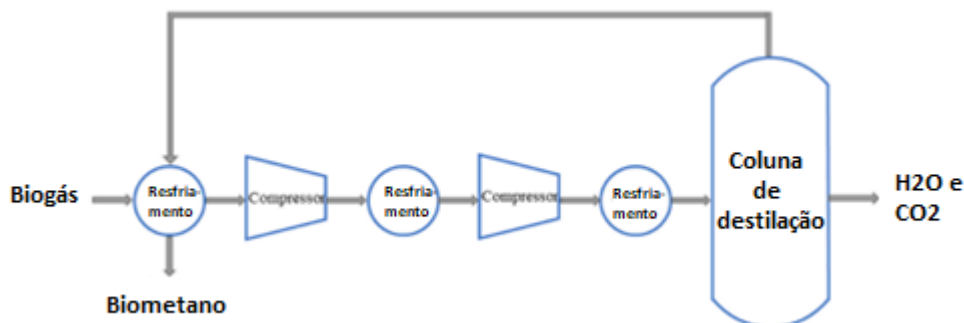 Biogás
Resfria-
mento
Compressor
Resfria-
mento
Compressor
Resfria-
mento
Coluna
de
destilação
H2O e
CO2
Biometano